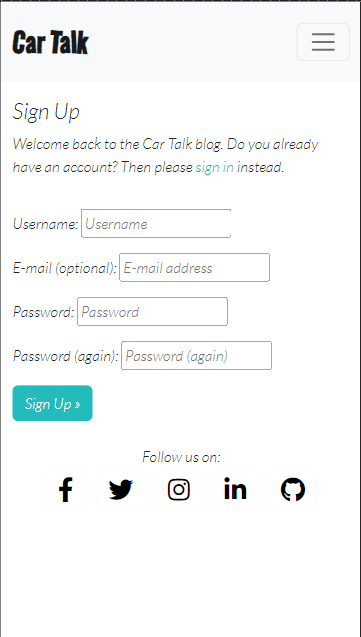 Car Talk
Sign Up
Welcome back to the Car Talk blog. Do you already
have an account? Then please sign in instead.
Username: Username
E-mail (optional): E-mail address
Password: Password
Password (again): Password (again)
Sign Up »
Follow us on: